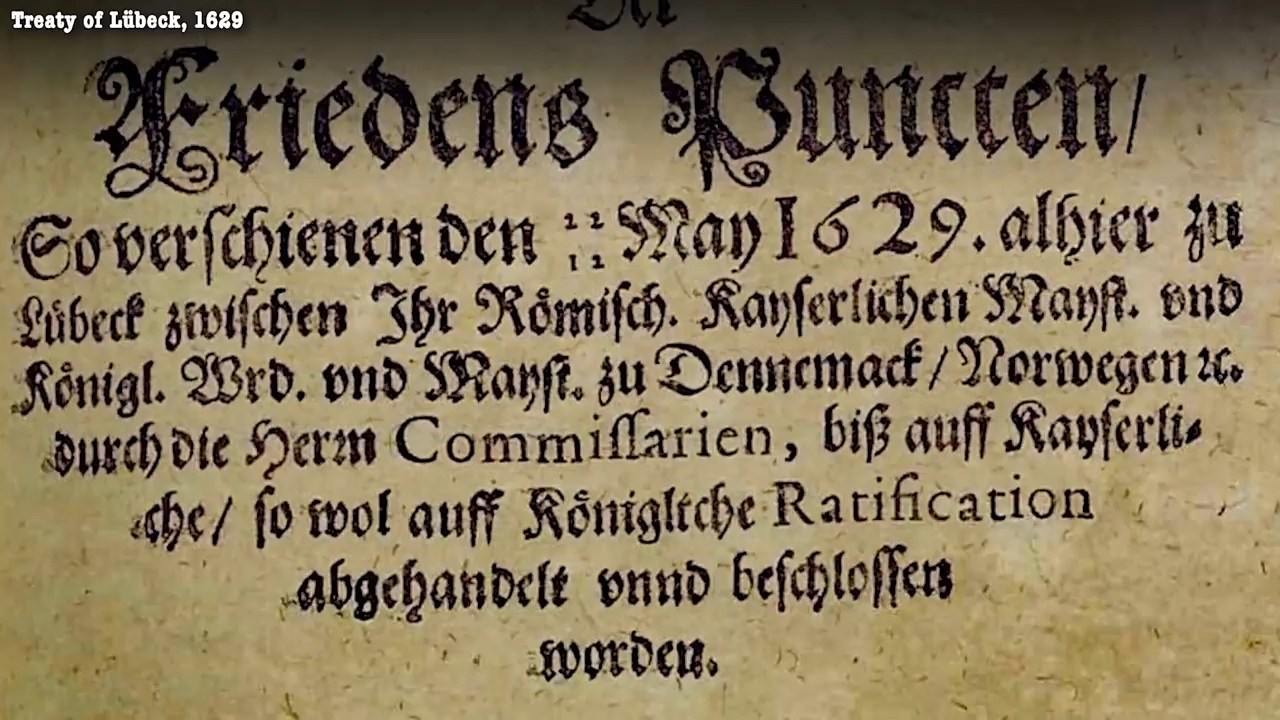 Treaty of Lübeck, 1629
Der
Friedens Puncten/
So verschienen den 12/22 May 1629. alhier zu
Lübeck zwischen Ihr Römisch. Kayserlichen Mayst. vnd
Königl. Wrd. vnd Mayst. zu Dennemack / Norwegen ꝛc.
durch die Herrn Commissarien, biß auff Kayserli-
che / so wol auff Königliche Ratification
abgehandelt vnnd beschlossen
worden.